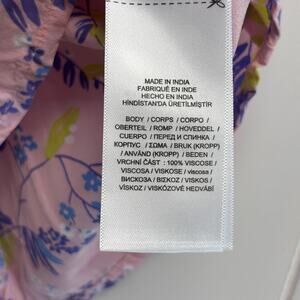 MADE IN INDIA
FABRIQUÉ EN INDE
HECHO EN INDIA
HİNDİSTAN'DA ÜRETİLMİŞTİR
BODY / CORPS / CORPO /
OBERTEIL / ROMP / HOVEDDEL /
CUERPO / ПЕРЕД И СПИНКА /
КОРПУС / ΣΩΜΑ / BRUK (KROPP)
/ ANVÄND (KROPP) / BEDEN /
VRCHNÍ ČÁST : 100% VISCOSE /
VISCOSA / VISKOSE / VISCOSE /
ВИСКОЗА / ΒΙΣΚΟΖ / VISKOS /
VİSKOZ / VISKÓZOVÉ HEDVÁBÍ